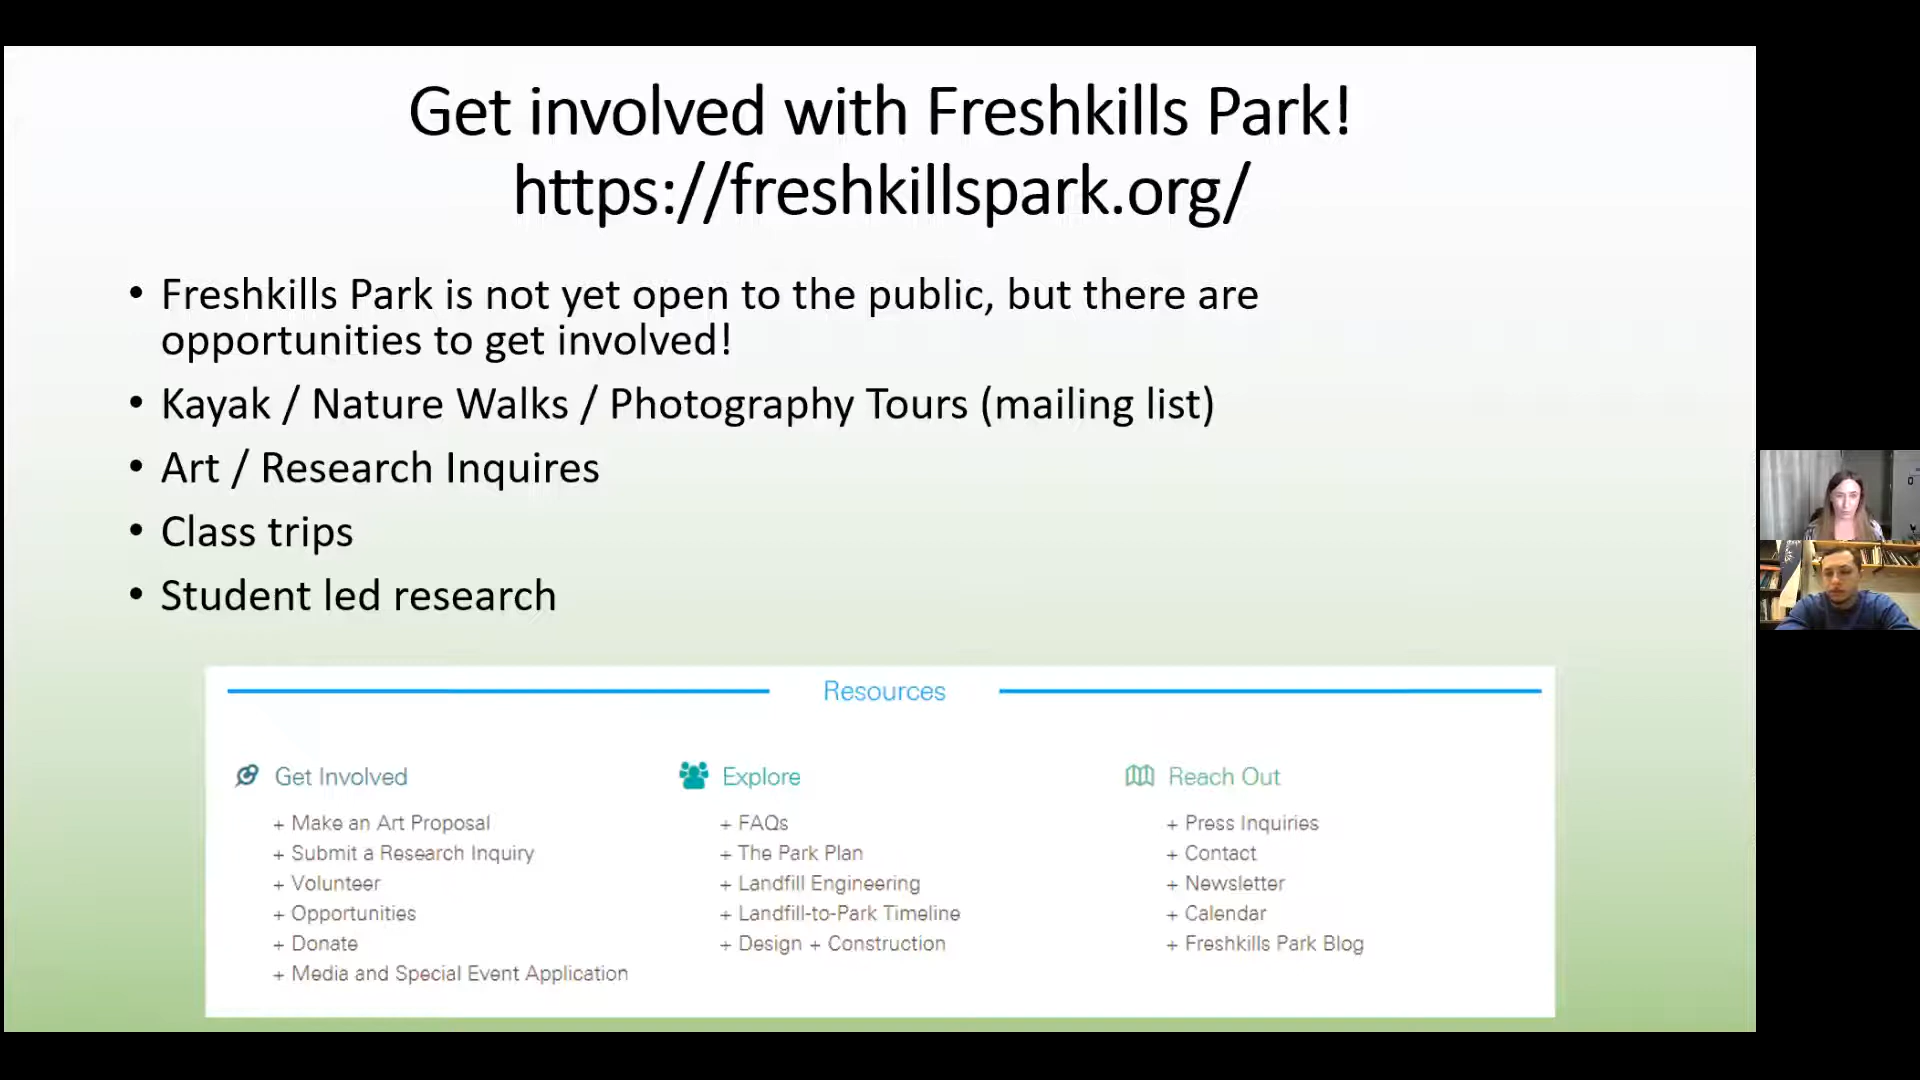 Get involved with Freshkills Park!
https://freshkillspark.org/
• Freshkills Park is not yet open to the public, but there are
opportunities to get involved!
• Kayak / Nature Walks / Photography Tours (mailing list)
• Art / Research Inquires
• Class trips
• Student led research
Resources
Get Involved
+ Make an Art Proposal
+ Submit a Research Inquiry
+ Volunteer
+ Opportunities
+ Donate
+ Media and Special Event Application
Explore
+ FAQs
+ The Park Plan
+ Landfill Engineering
+ Landfill-to-Park Timeline
+ Design + Construction
Reach Out
+ Press Inquiries
+ Contact
+ Newsletter
+ Calendar
+ Freshkills Park Blog